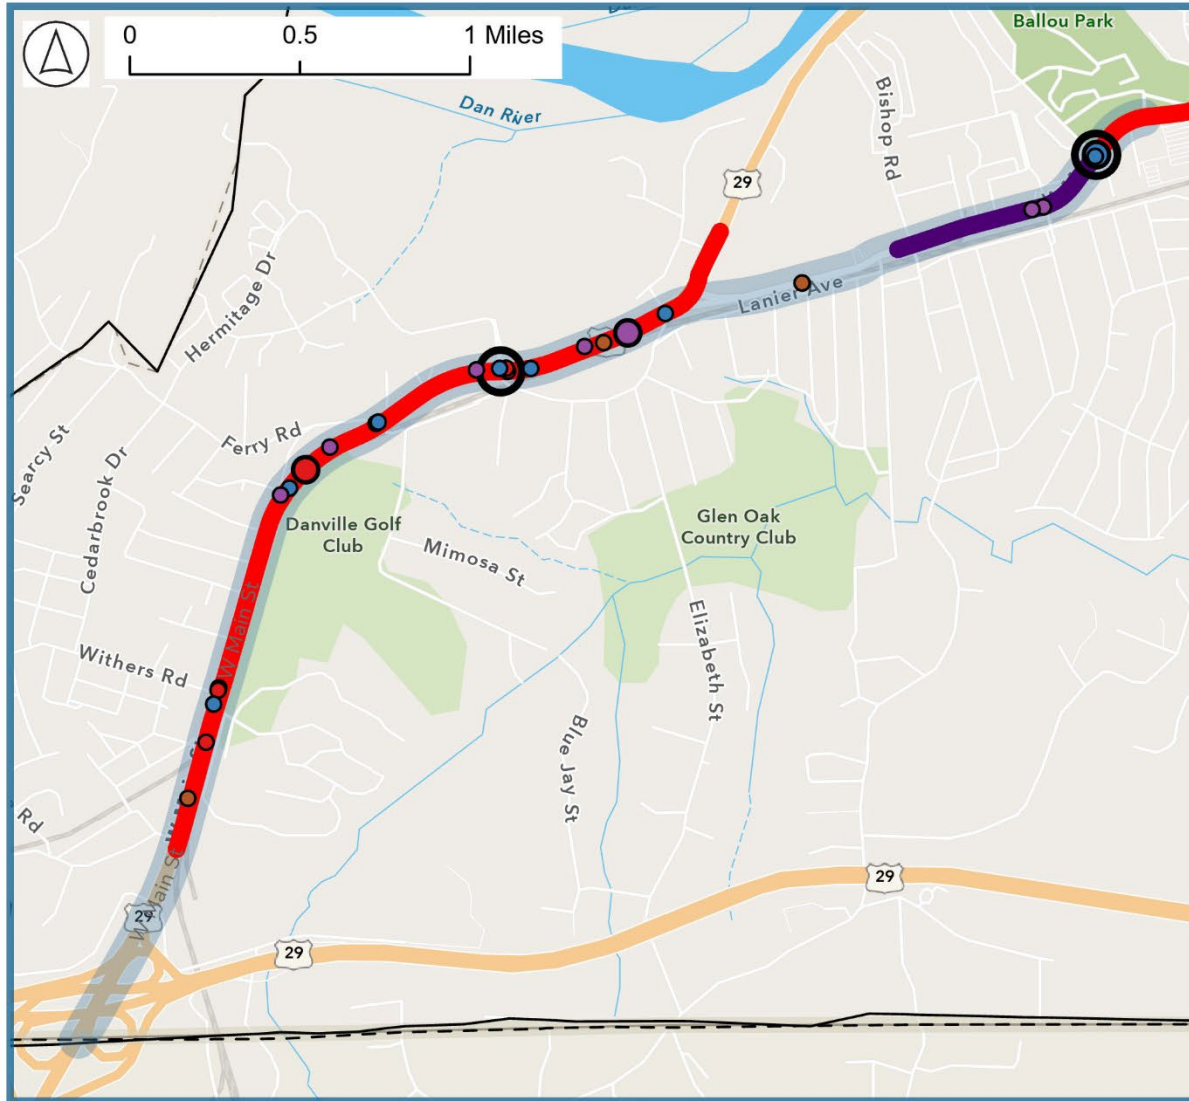 0 0.5 1 Miles
Ballou Park
Dan River
Bishop Rd
29
Hermitage Dr
Lanier Ave
Ferry Rd
Searcy St
Cedarbrook Dr
Danville Golf
Club
Glen Oak
Country Club
Mimosa St
W Main St
Elizabeth St
Withers Rd
Blue Jay St
Rd
W Main St
29
29
29